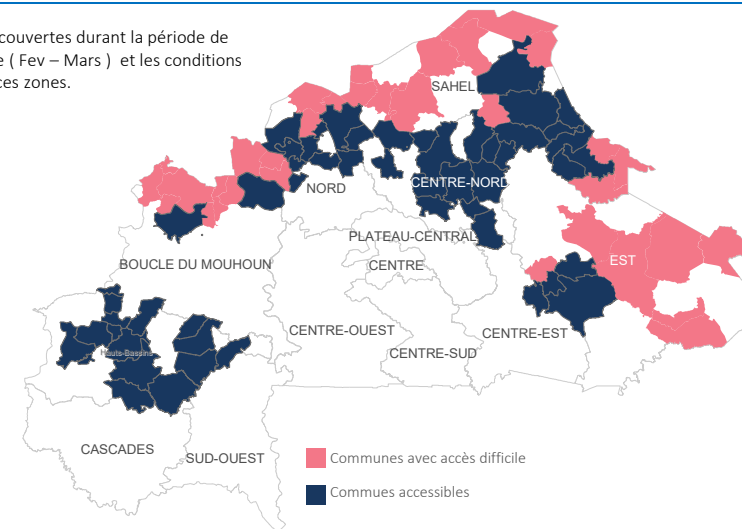 couvertes durant la période de
e ( Fev – Mars ) et les conditions
ces zones.
SAHEL
NORD
CENTRE-NORD
PLATEAU-CENTRAL
BOUCLE DU MOUHOUN
CENTRE
EST
CENTRE-OUEST
CENTRE-EST
Hauts-Bassins
CENTRE-SUD
CASCADES
SUD-OUEST
Communes avec accès difficile
Commues accessibles